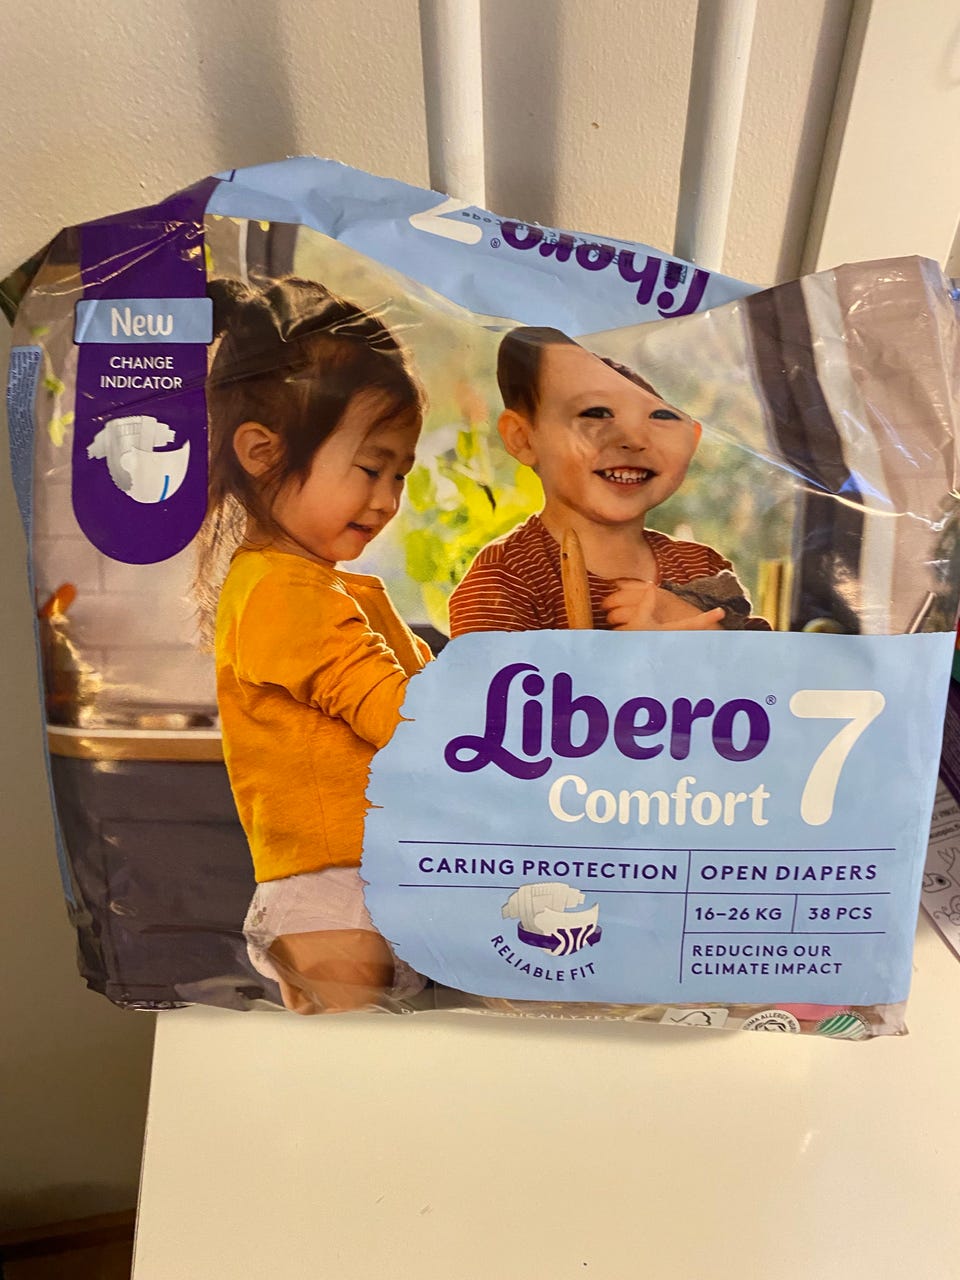 7 Libero®
New
CHANGE
INDICATOR
Libero® 7
Comfort
CARING PROTECTION
OPEN DIAPERS
16–26 KG
38 PCS
RELIABLE FIT
REDUCING OUR
CLIMATE IMPACT